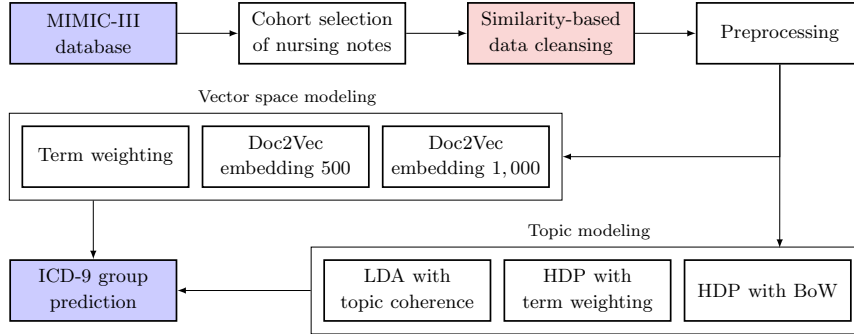 MIMIC-III
database
Cohort selection
of nursing notes
Similarity-based
data cleansing
Preprocessing
Vector space modeling
Term weighting
Doc2Vec
embedding 500
Doc2Vec
embedding 1,000
Topic modeling
ICD-9 group
prediction
LDA with
topic coherence
HDP with
term weighting
HDP with BoW